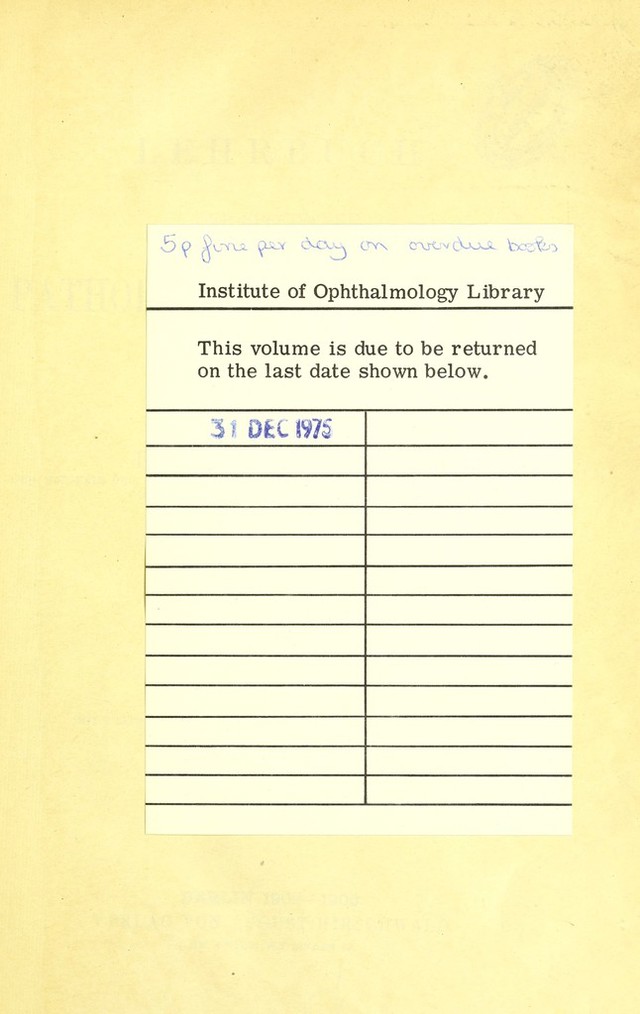 LEHRBUCH
5p fine per day on overdue books
Institute of Ophthalmology Library
This volume is due to be returned
on the last date shown below.
31 DEC 1975